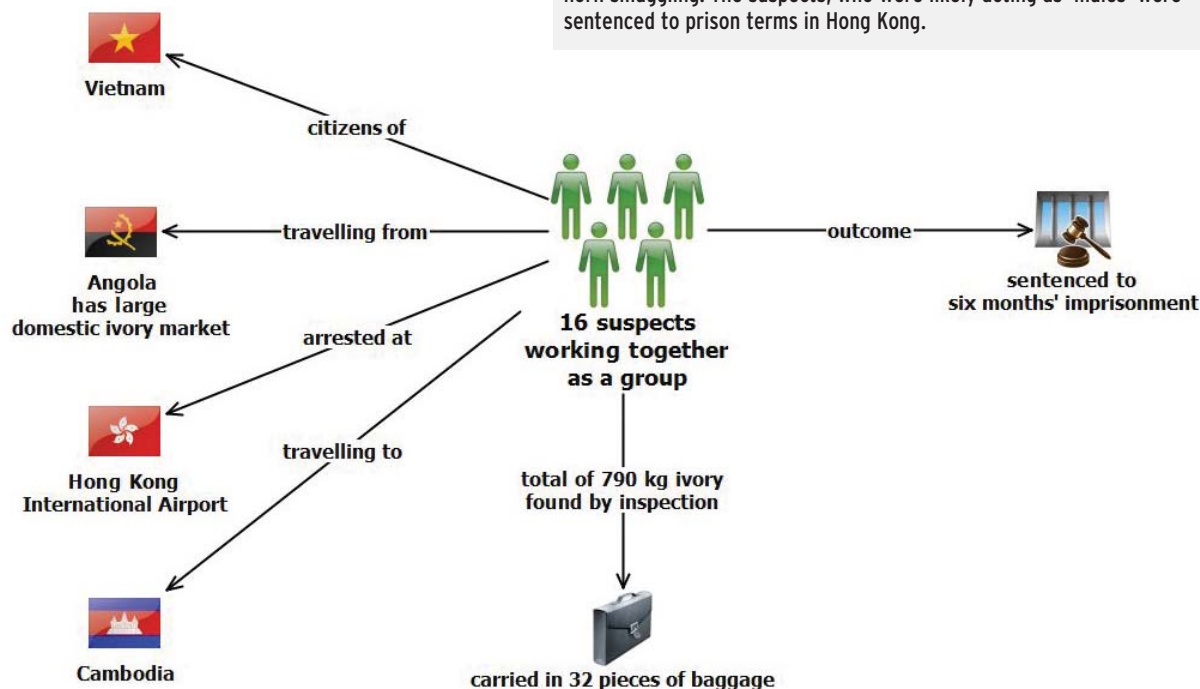 sentenced to prison terms in Hong Kong.
Vietnam
citizens of
travelling from
Angola
has large
domestic ivory market
arrested at
Hong Kong
International Airport
travelling to
Cambodia
16 suspects
working together
as a group
outcome
sentenced to
six months' imprisonment
total of 790 kg ivory
found by inspection
carried in 32 pieces of baggage